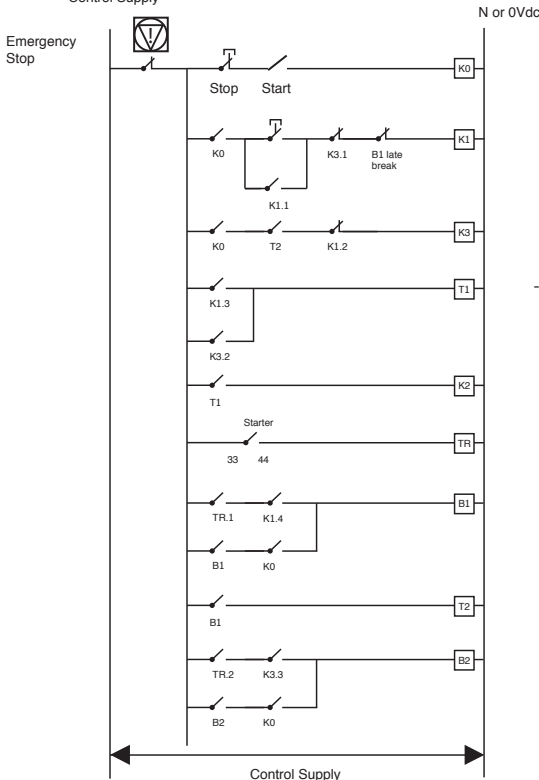 Control Supply
N or 0Vdc
Emergency
Stop
K0
Stop Start
K1
K0 K3.1 B1 late
break
K1.1
K3
K0 T2 K1.2
T1
K1.3
K3.2
K2
T1
Starter
TR
33 44
B1
TR.1 K1.4
B1 K0
T2
B1
B2
TR.2 K3.3
B2 K0
Control Supply